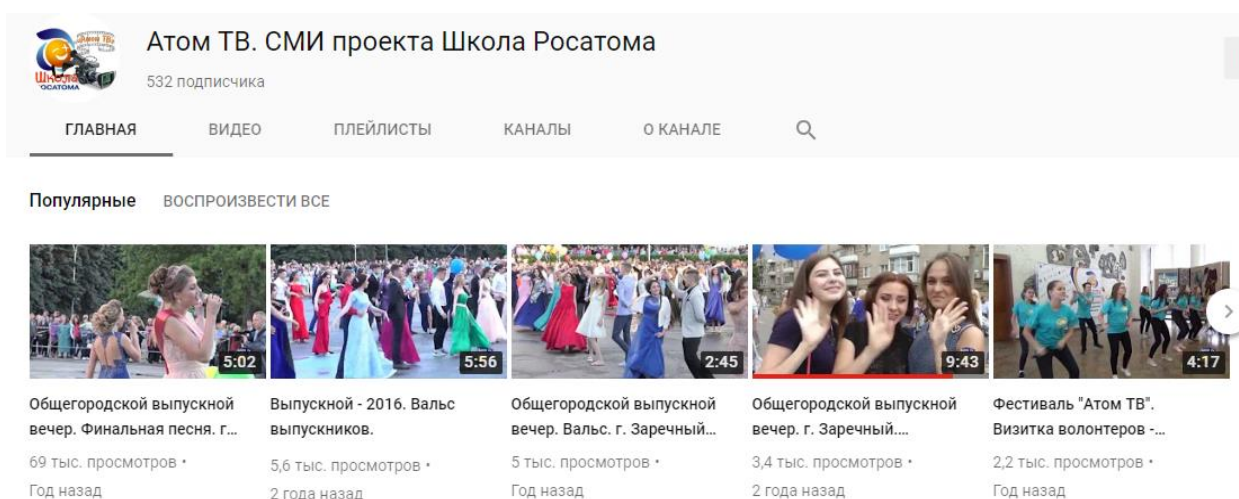 Атом ТВ. СМИ проекта Школа Росатома
532 подписчика
ГЛАВНАЯ ВИДЕО ПЛЕЙЛИСТЫ КАНАЛЫ О КАНАЛЕ
Популярные ВОСПРОИЗВЕСТИ ВСЕ
5:02 5:56 2:45 9:43 4:17
Общегородской выпускной
вечер. Финальная песня. г...
69 тыс. просмотров •
Год назад
Выпускной - 2016. Вальс
выпускников.
5,6 тыс. просмотров •
2 года назад
Общегородской выпускной
вечер. Вальс. г. Заречный...
5 тыс. просмотров •
Год назад
Общегородской выпускной
вечер. г. Заречный....
3,4 тыс. просмотров •
2 года назад
Фестиваль "Атом ТВ".
Визитка волонтеров -...
2,2 тыс. просмотров •
Год назад